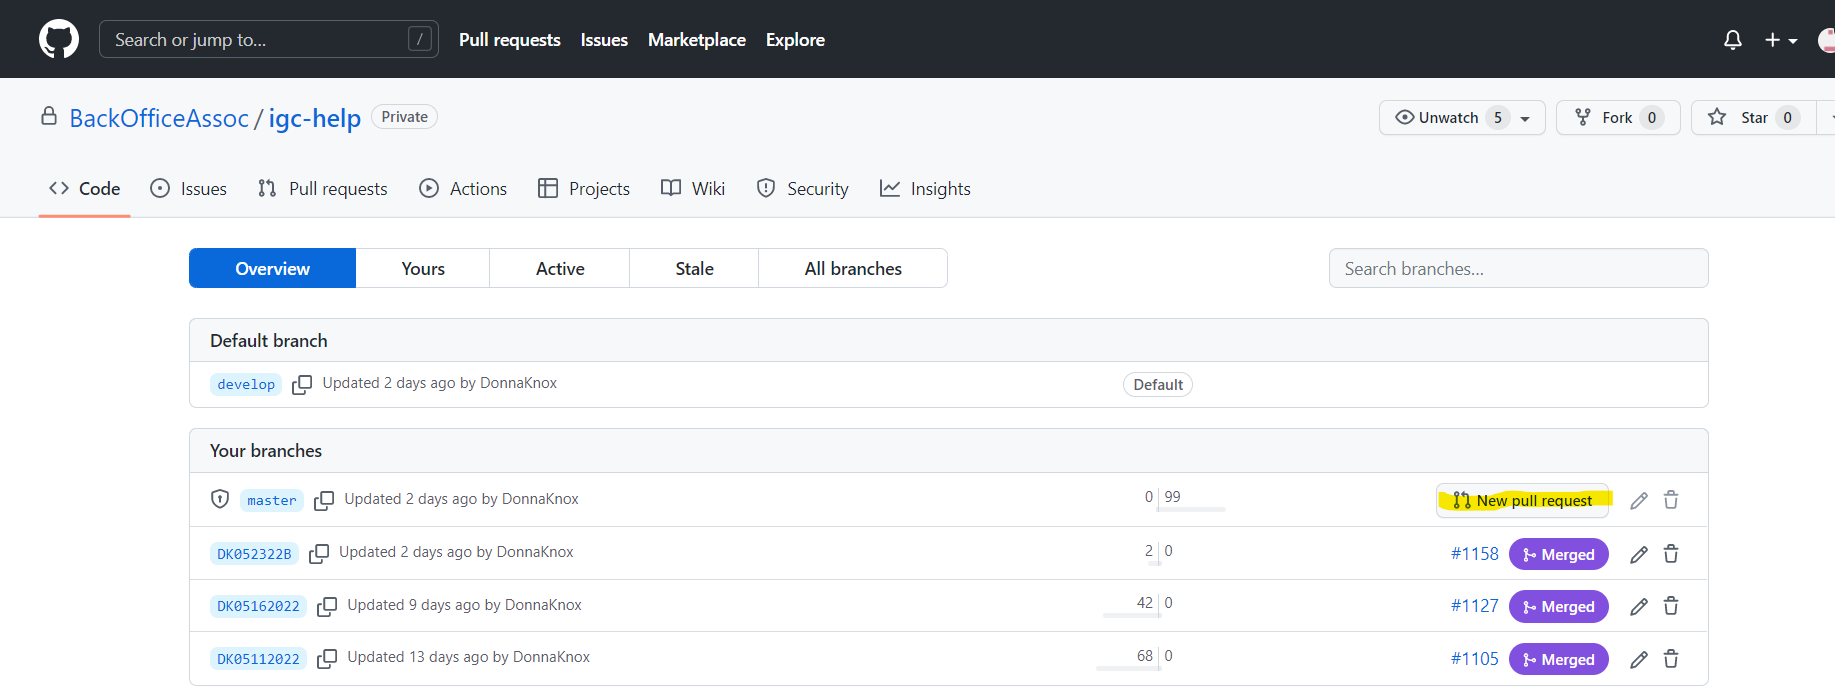 Search or jump to... / Pull requests Issues Marketplace Explore
BackOfficeAssoc / igc-help Private Unwatch 5 Fork 0 Star 0
Code Issues Pull requests Actions Projects Wiki Security Insights
Overview Yours Active Stale All branches Search branches...
Default branch
develop Updated 2 days ago by DonnaKnox Default
Your branches
master Updated 2 days ago by DonnaKnox 0 99 New pull request
DK052322B Updated 2 days ago by DonnaKnox 2 0 #1158 Merged
DK05162022 Updated 9 days ago by DonnaKnox 42 0 #1127 Merged
DK05112022 Updated 13 days ago by DonnaKnox 68 0 #1105 Merged